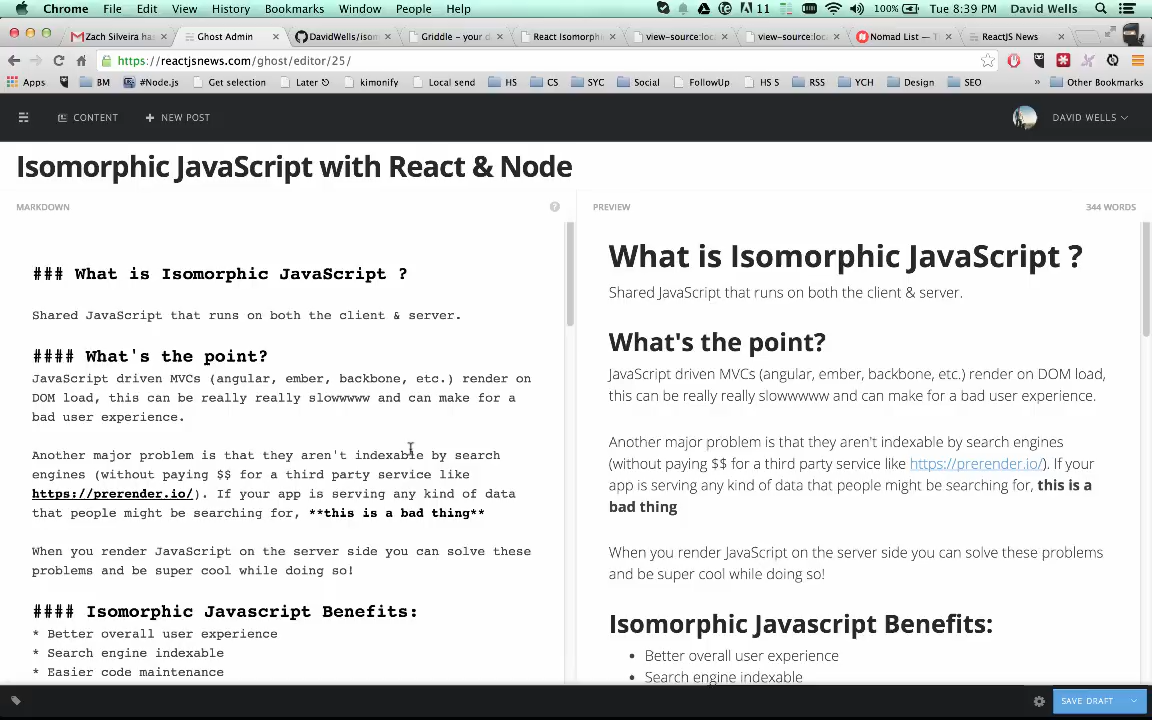 Chrome File Edit View History Bookmarks Window People Help 11 100% Tue 8:39 PM David Wells
Zach Silveira ha Ghost Admin DavidWells/isom Griddle - your d React Isomorph view-source:loc view-source:loc Nomad List — T ReactJS News
https://reactjsnews.com/ghost/editor/25/
Apps BM #Node.js Get selection Later kimonify Local send HS CS SYC Social FollowUp HS S RSS YCH Design SEO » Other Bookmarks
CONTENT + NEW POST DAVID WELLS
Isomorphic JavaScript with React & Node
MARKDOWN ?
### What is Isomorphic JavaScript ?
Shared JavaScript that runs on both the client & server.
#### What's the point?
JavaScript driven MVCs (angular, ember, backbone, etc.) render on
DOM load, this can be really really slowwwww and can make for a
bad user experience.
Another major problem is that they aren't indexable by search
engines (without paying $$ for a third party service like
https://prerender.io/). If your app is serving any kind of data
that people might be searching for, **this is a bad thing**
When you render JavaScript on the server side you can solve these
problems and be super cool while doing so!
#### Isomorphic Javascript Benefits:
* Better overall user experience
* Search engine indexable
* Easier code maintenance
PREVIEW 344 WORDS
What is Isomorphic JavaScript ?
Shared JavaScript that runs on both the client & server.
What's the point?
JavaScript driven MVCs (angular, ember, backbone, etc.) render on DOM load,
this can be really really slowwwww and can make for a bad user experience.
Another major problem is that they aren't indexable by search engines
(without paying $$ for a third party service like https://prerender.io/). If your
app is serving any kind of data that people might be searching for, this is a
bad thing
When you render JavaScript on the server side you can solve these problems
and be super cool while doing so!
Isomorphic Javascript Benefits:
• Better overall user experience
• Search engine indexable
SAVE DRAFT